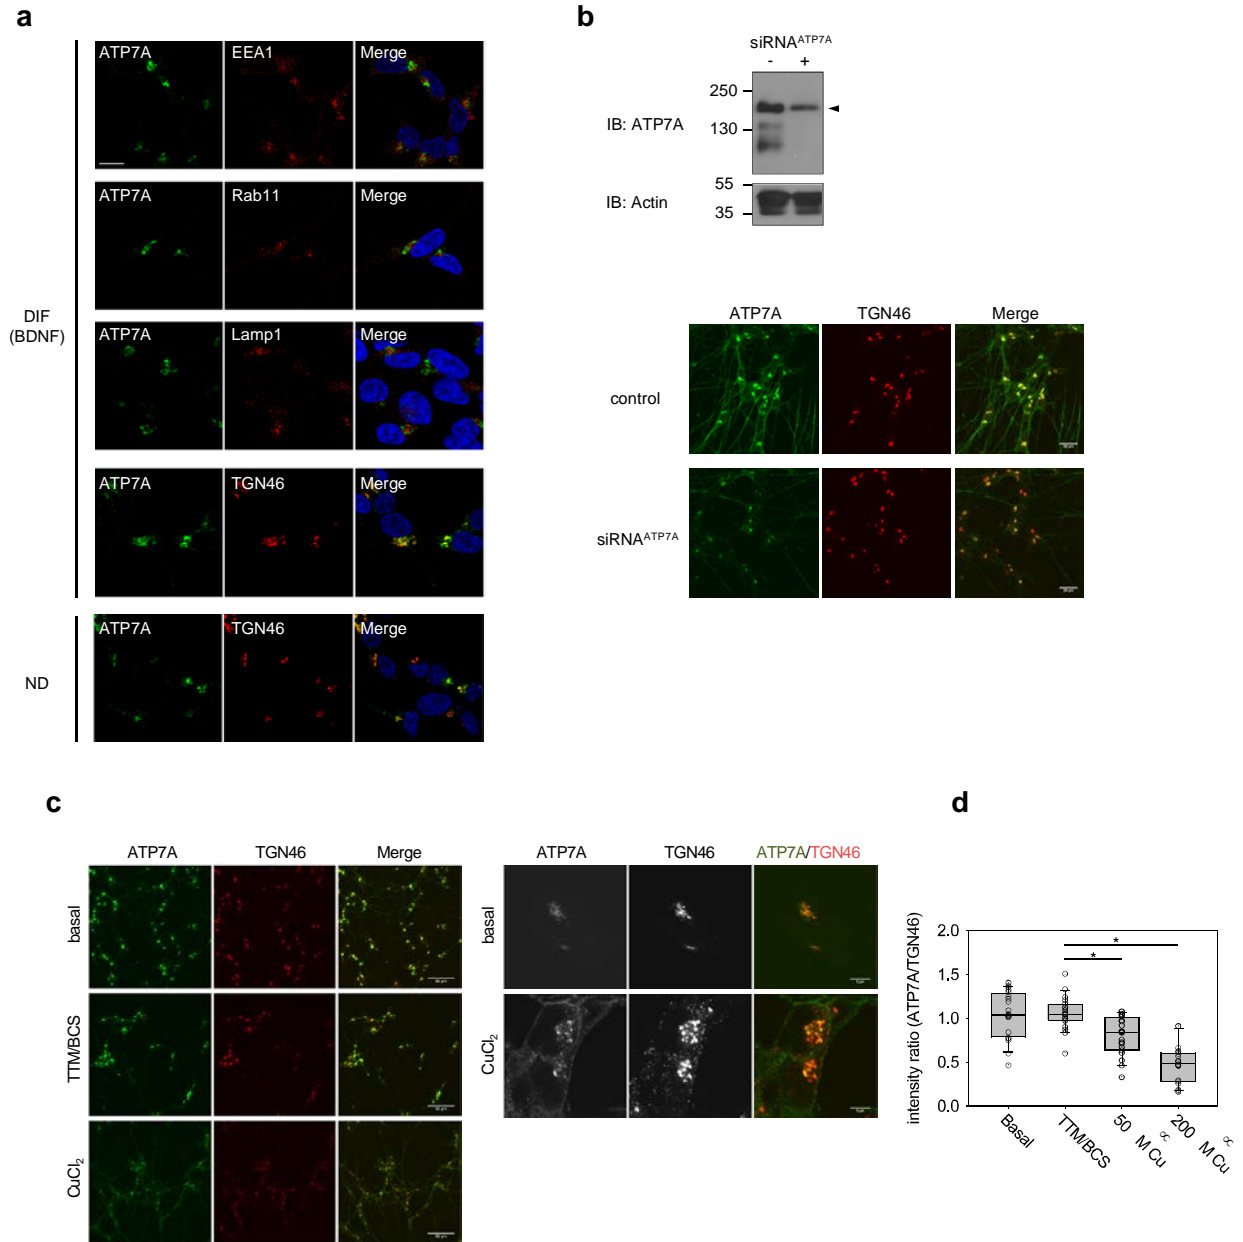 a
ATP7A EEA1 Merge
ATP7A Rab11 Merge
DIF
(BDNF)
ATP7A Lamp1 Merge
ATP7A TGN46 Merge
ND
ATP7A TGN46 Merge
b
siRNAATP7A
- +
250
IB: ATP7A
130
55
IB: Actin
35
ATP7A TGN46 Merge
control
siRNAATP7A
c
ATP7A TGN46 Merge
basal
TTM/BCS
CuCl2
ATP7A TGN46 ATP7A/TGN46
basal
CuCl2
d
intensity ratio (ATP7A/TGN46)
2.0
1.5
1.0
0.5
0.0
* *
Basal
TTM/BCS
50 ∝M Cu
200 ∝M Cu